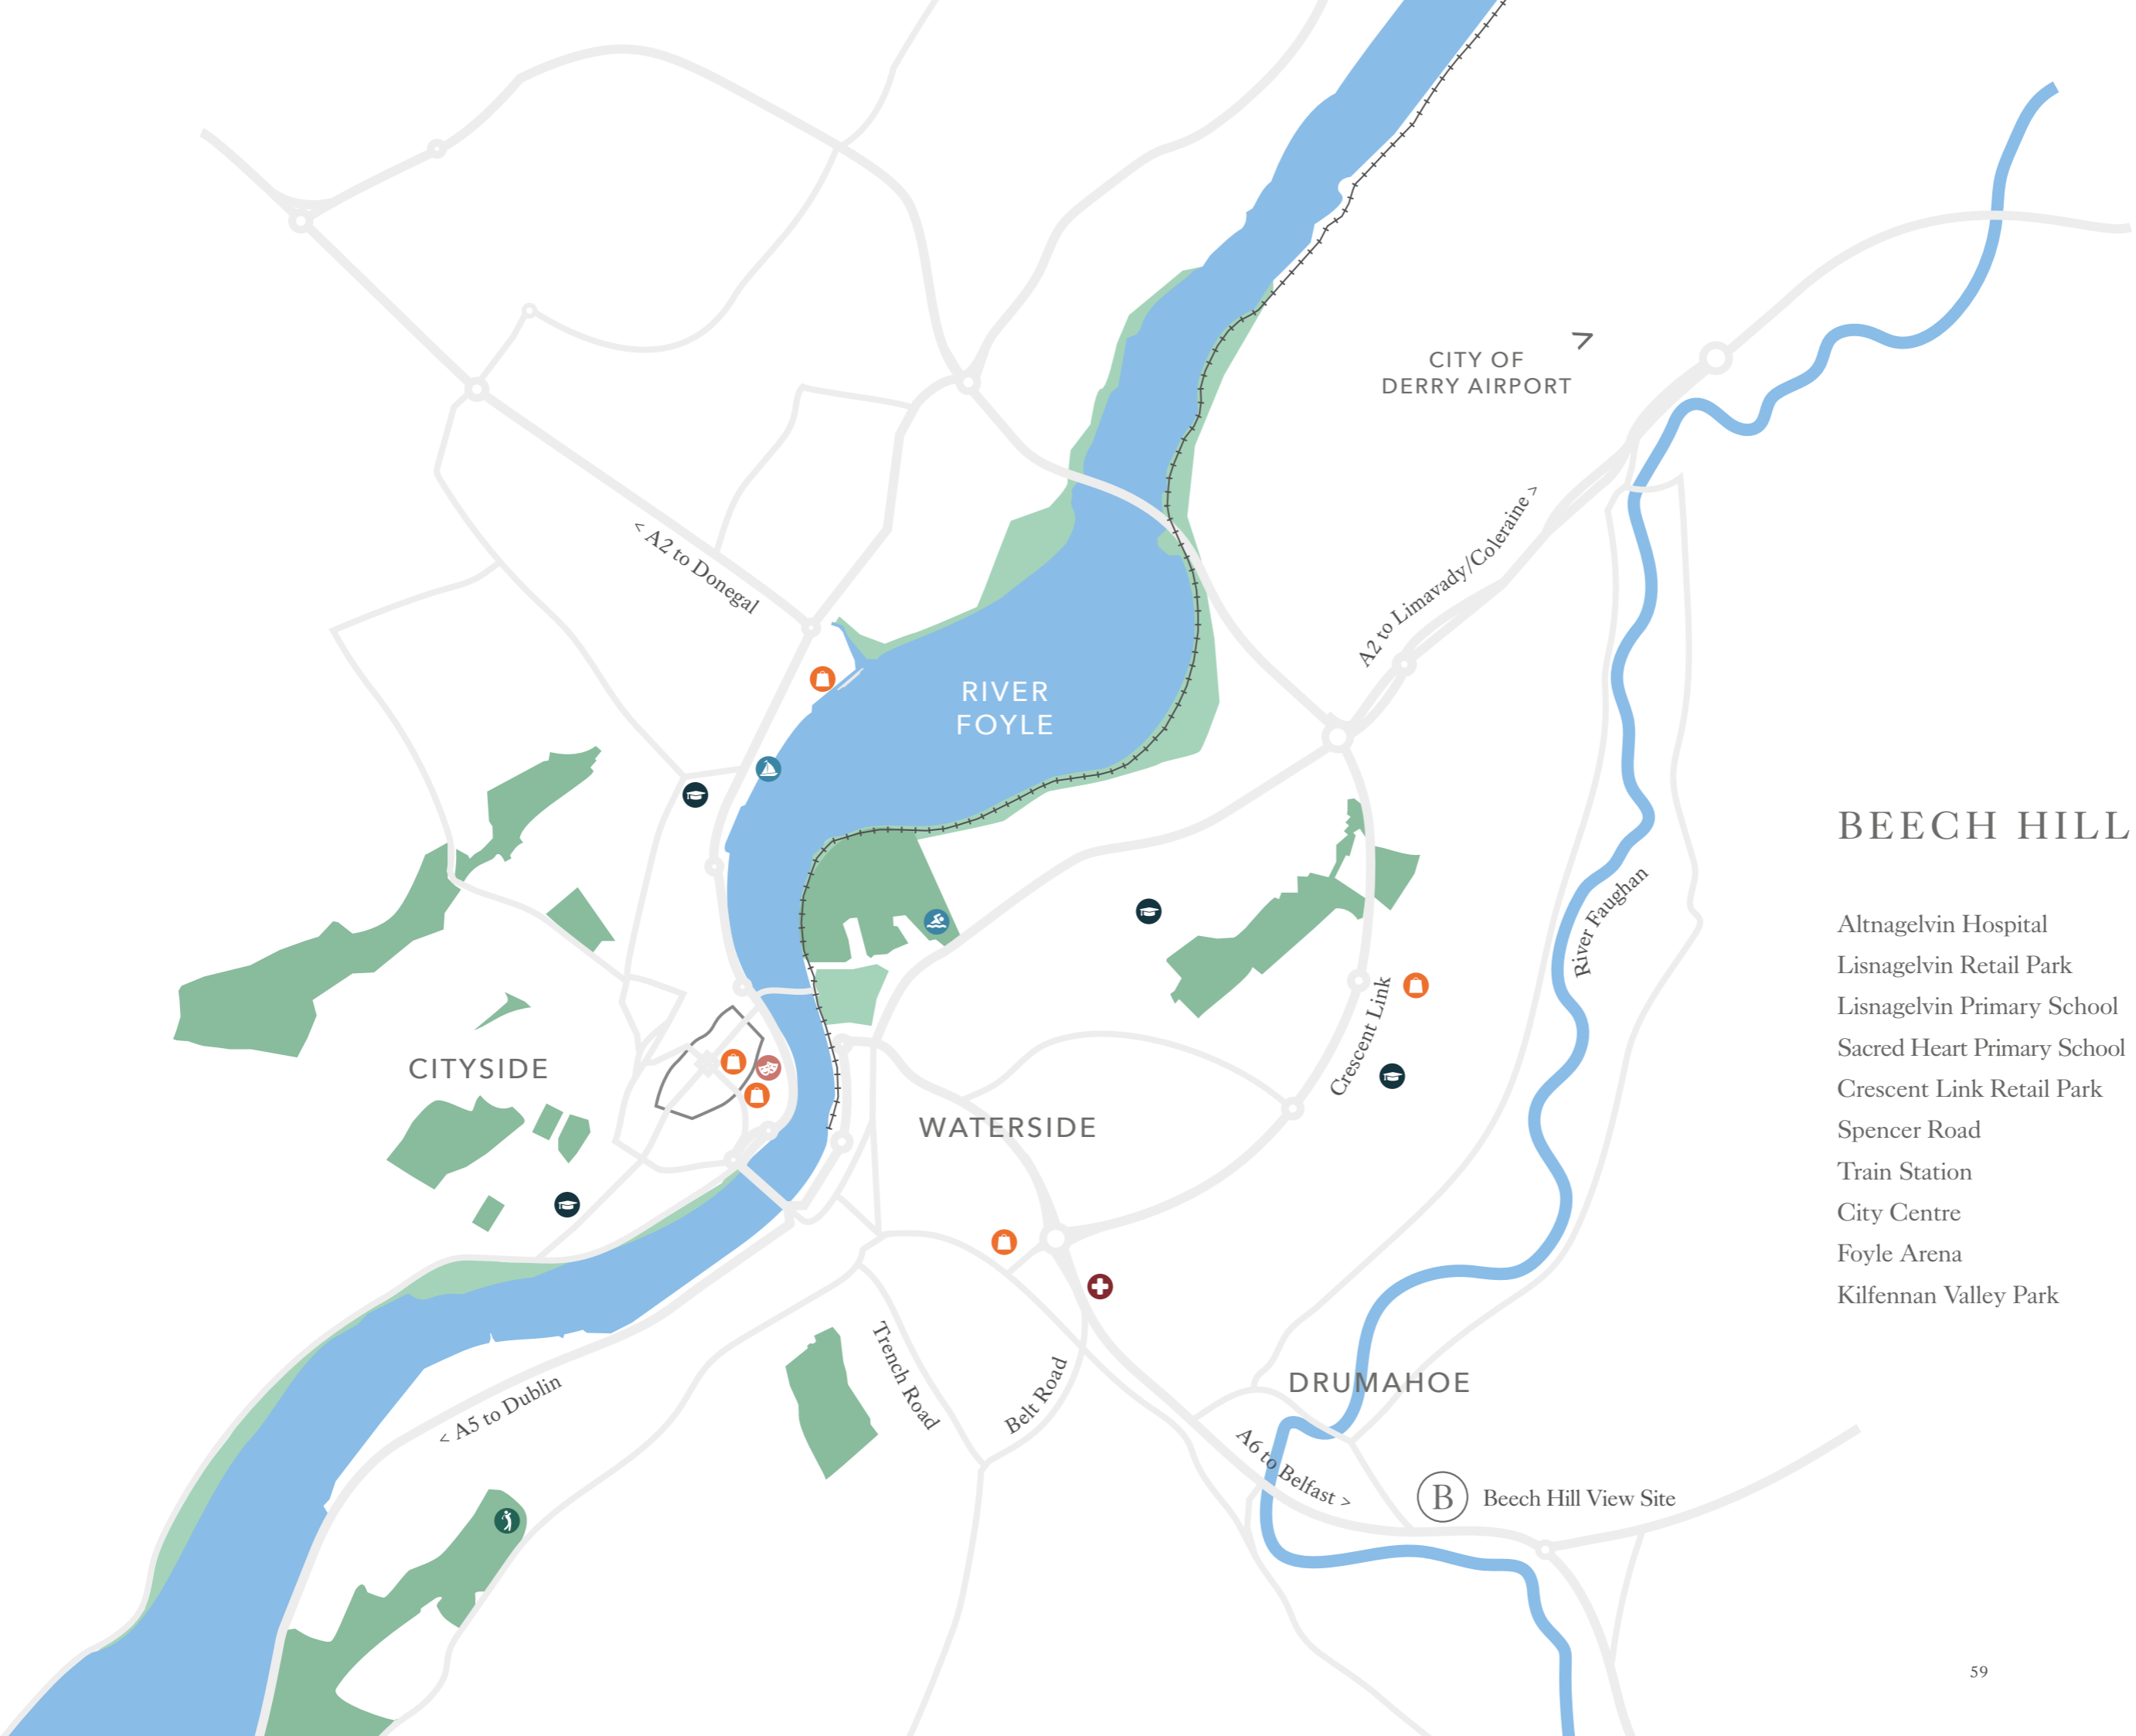 CITY OF
DERRY AIRPORT >
< A2 to Donegal
A2 to Limavady/Coleraine >
RIVER
FOYLE
River Faughan
Crescent Link
CITYSIDE
WATERSIDE
Trench Road
Belt Road
< A5 to Dublin
DRUMAHOE
A6 to Belfast >
B Beech Hill View Site
BEECH HILL
Altnagelvin Hospital
Lisnagelvin Retail Park
Lisnagelvin Primary School
Sacred Heart Primary School
Crescent Link Retail Park
Spencer Road
Train Station
City Centre
Foyle Arena
Kilfennan Valley Park
59